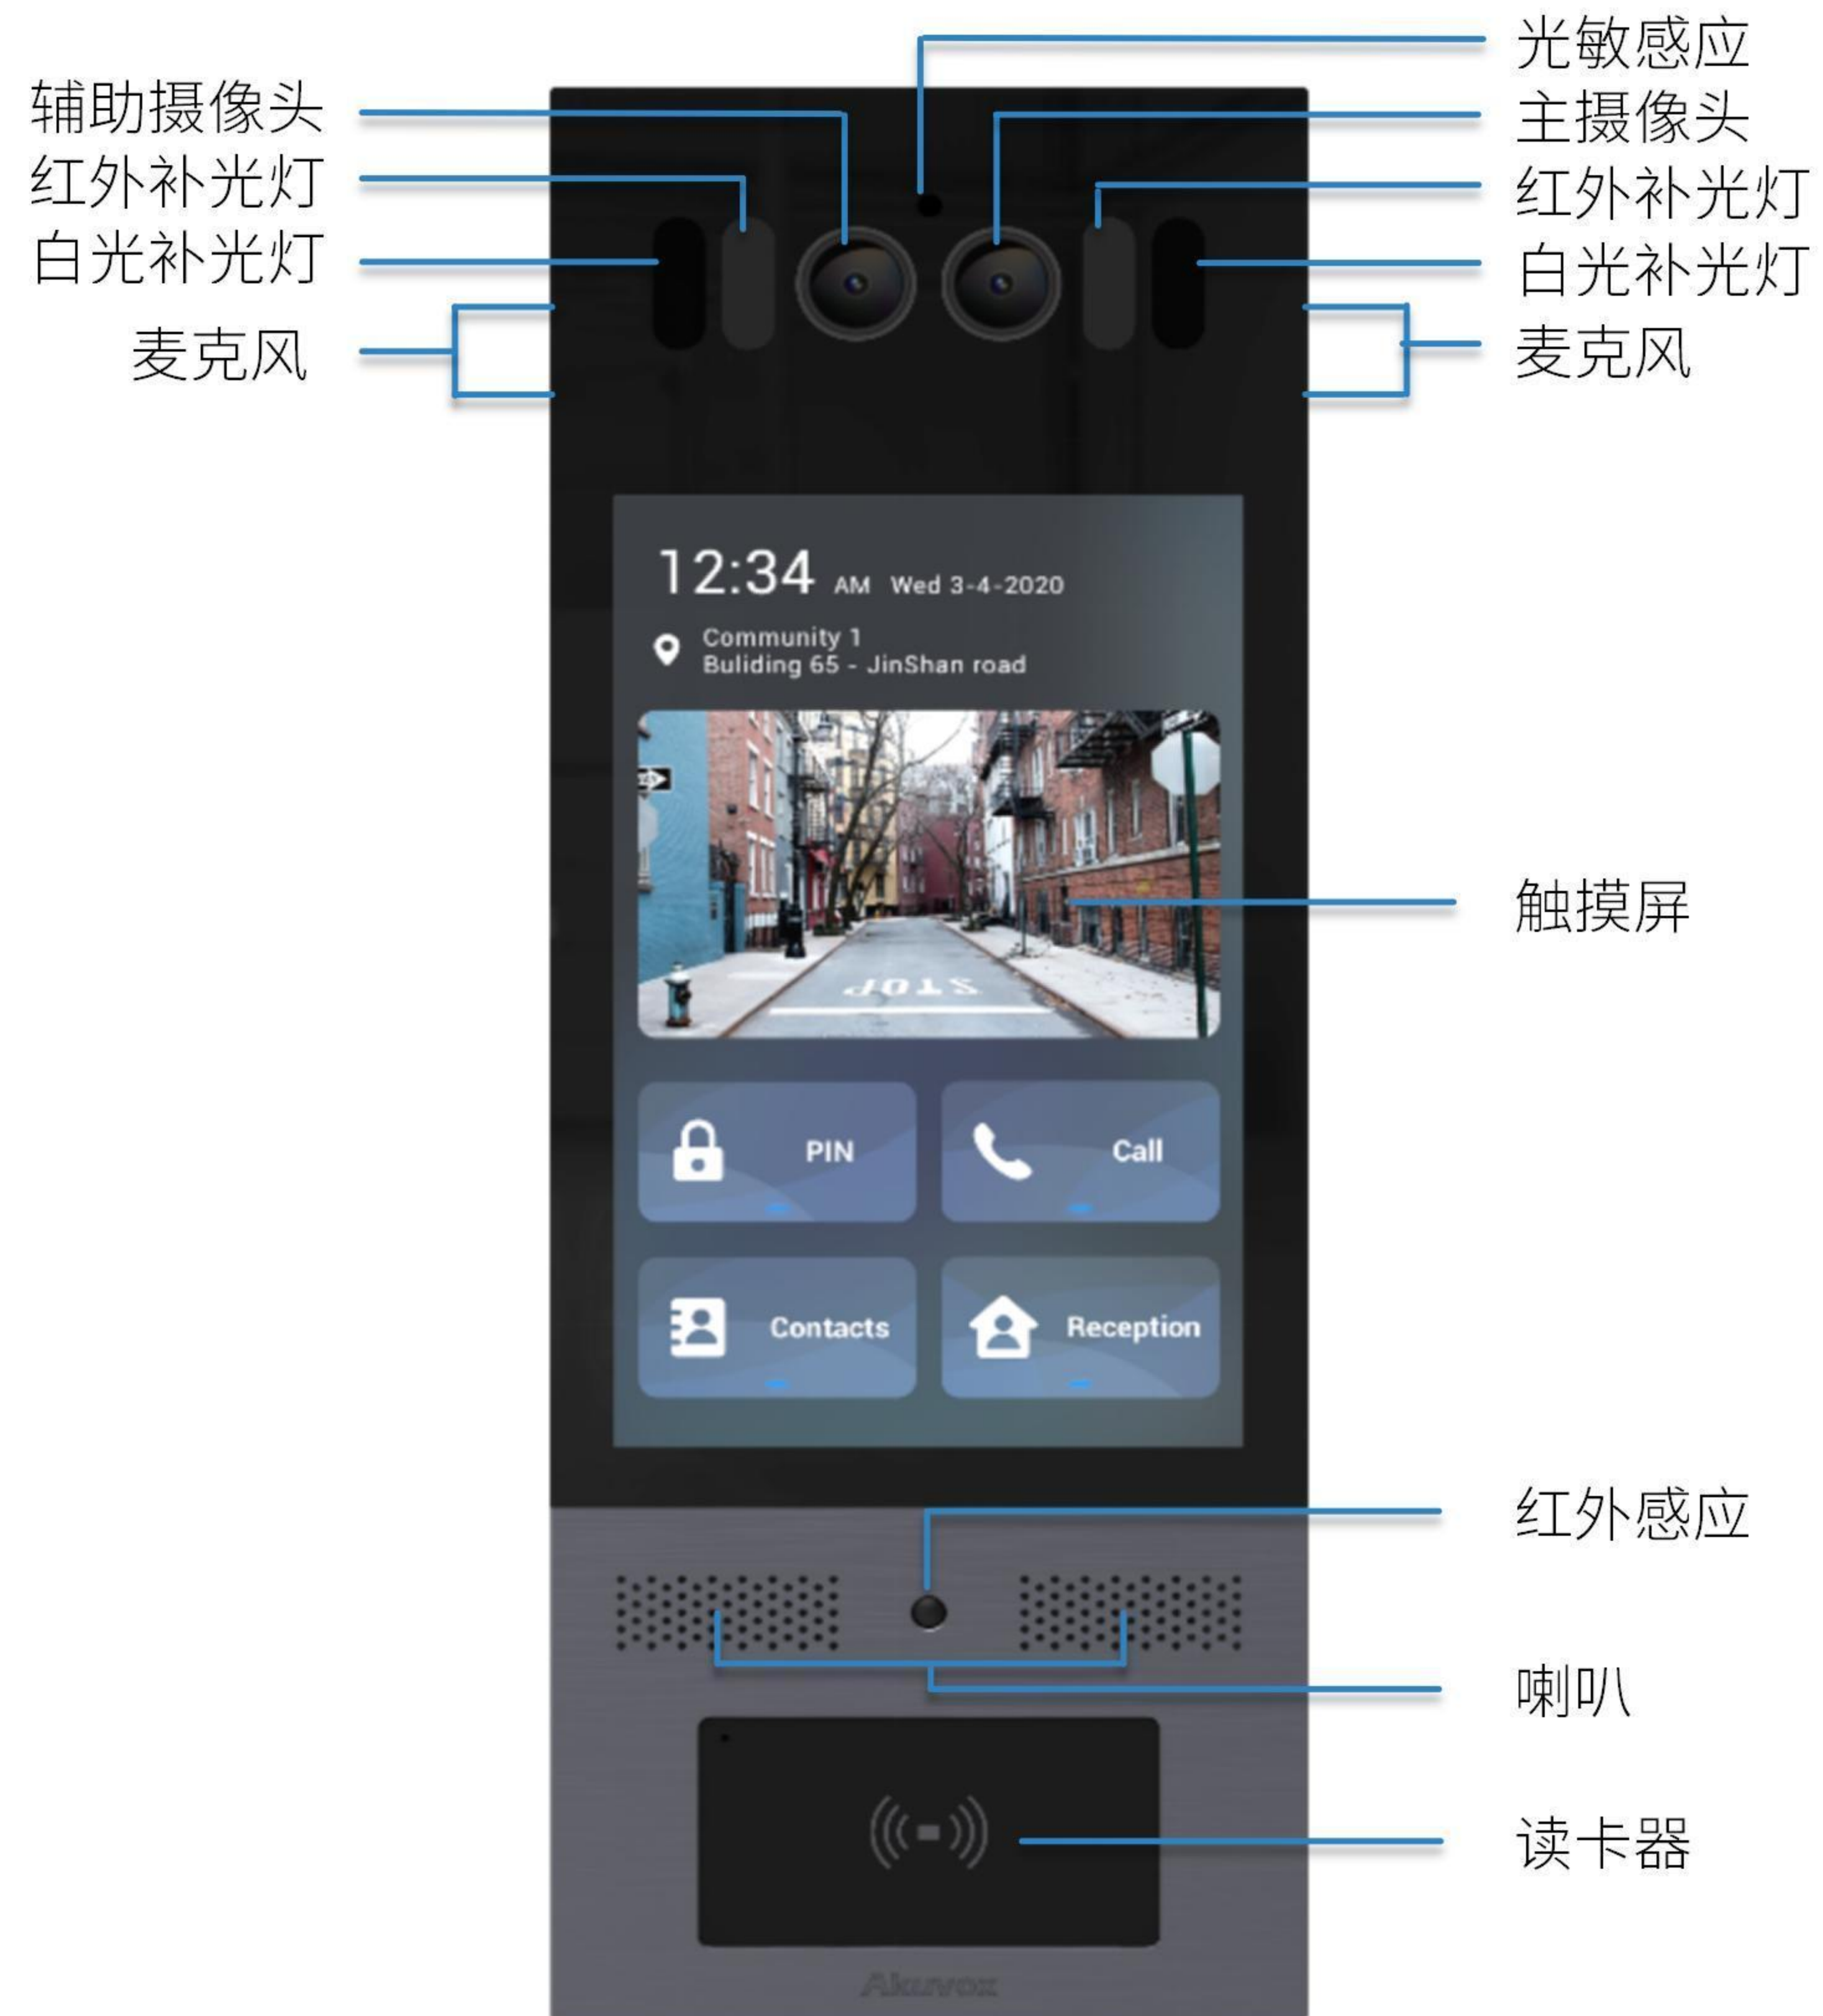 光敏感应
辅助摄像头
主摄像头
红外补光灯
红外补光灯
白光补光灯
白光补光灯
麦克风
麦克风
12:34 AM Wed 3-4-2020
Community 1
Buliding 65 - JinShan road
STOP
触摸屏
PIN
Call
Contacts
Reception
红外感应
喇叭
读卡器
Akuvox